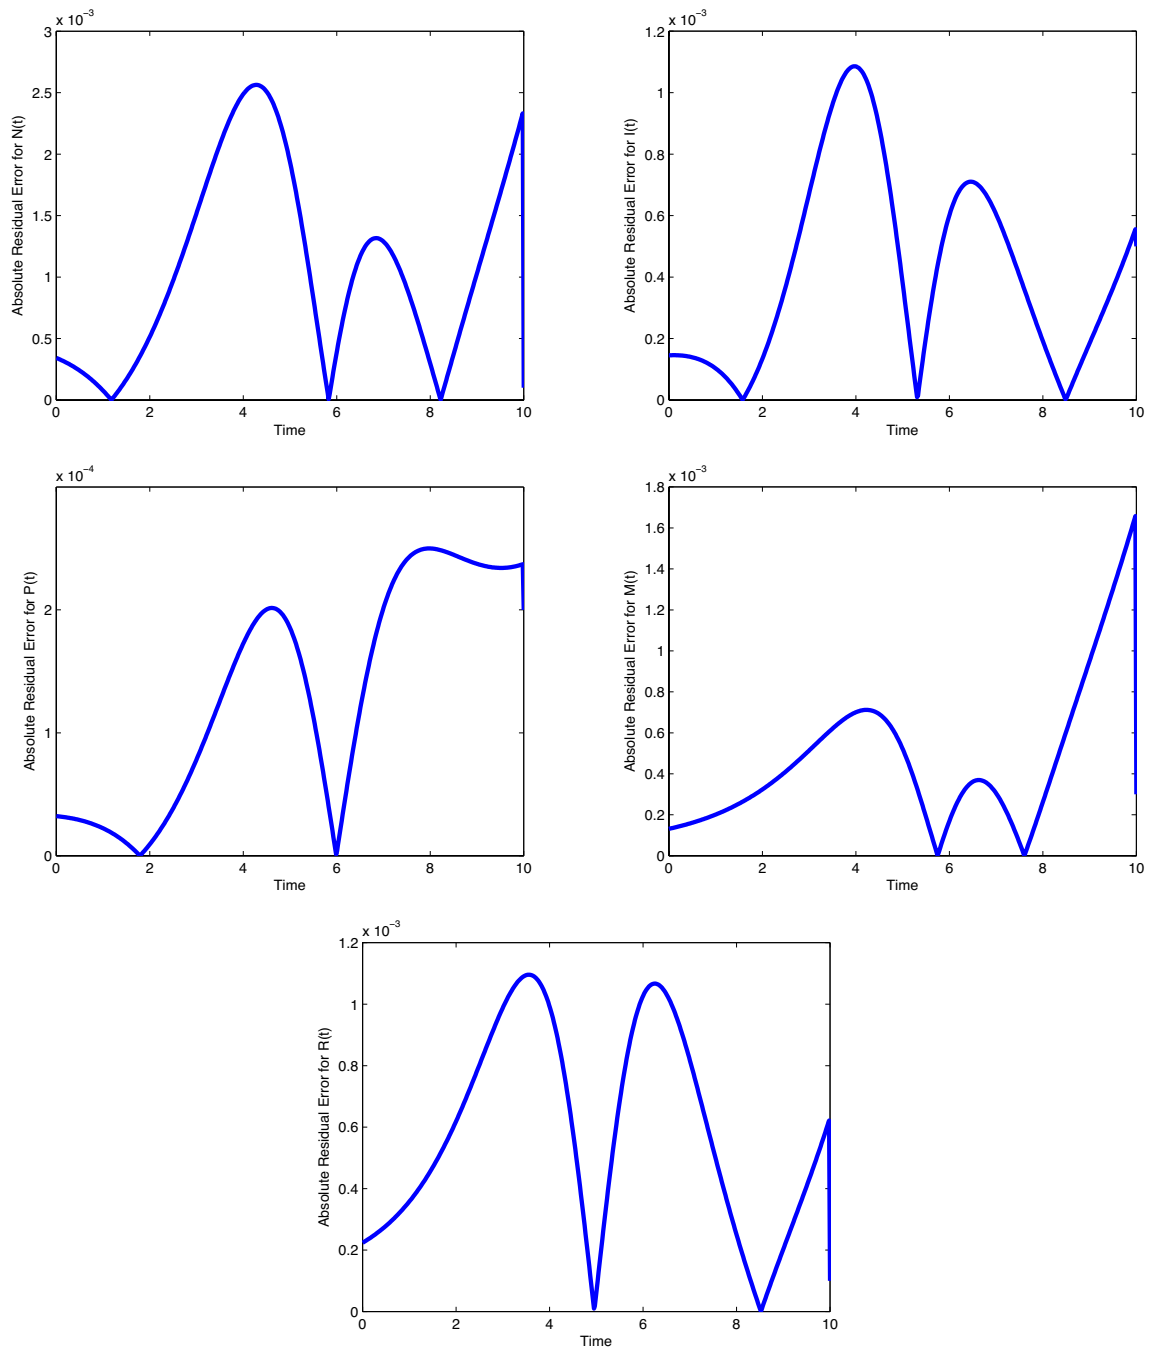 x 10⁻³
3
2.5
2
1.5
1
0.5
0
0 2 4 6 8 10
Time
Absolute Residual Error for N(t)
x 10⁻³
1.2
1
0.8
0.6
0.4
0.2
0
0 2 4 6 8 10
Time
Absolute Residual Error for I(t)
x 10⁻⁴
2
1
0
0 2 4 6 8 10
Time
Absolute Residual Error for P(t)
x 10⁻³
1.8
1.6
1.4
1.2
1
0.8
0.6
0.4
0.2
0
0 2 4 6 8 10
Time
Absolute Residual Error for M(t)
x 10⁻³
1.2
1
0.8
0.6
0.4
0.2
0
0 2 4 6 8 10
Time
Absolute Residual Error for R(t)